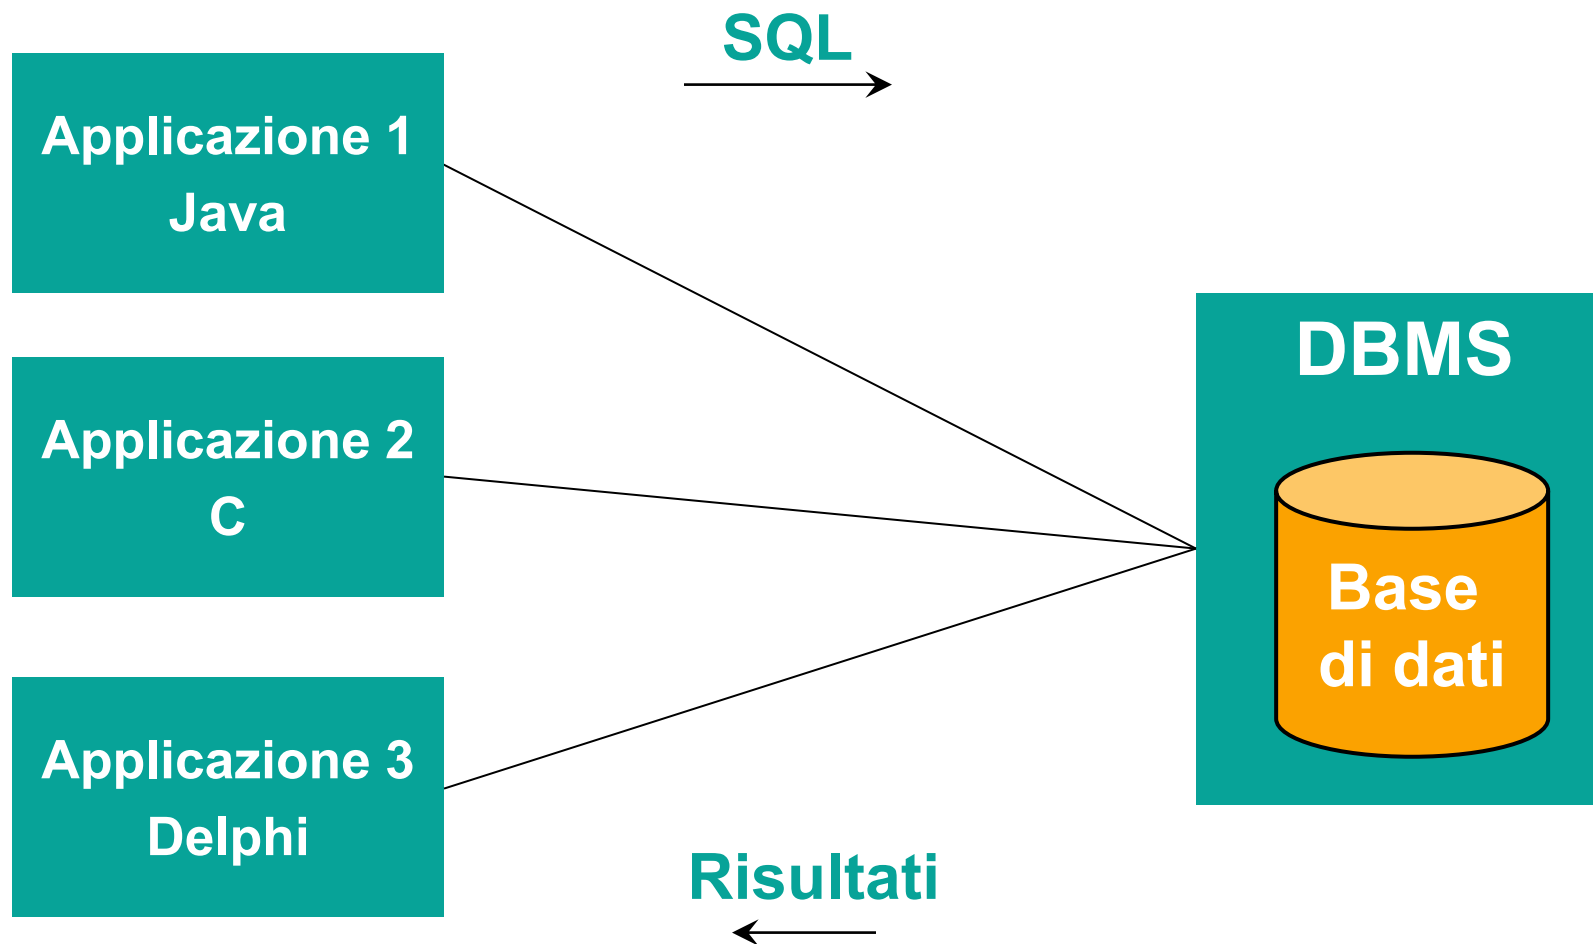 SQL
Applicazione 1
Java
Applicazione 2
C
Applicazione 3
Delphi
DBMS
Base
di dati
Risultati